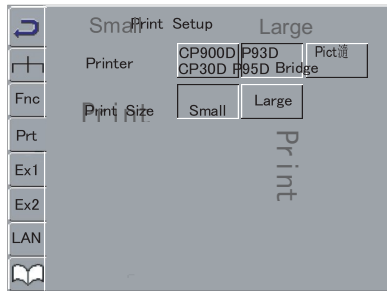 Small Print Setup Large
Printer
CP900D P93D
CP30D P95D Bridge
Pict
Fnc
Print Print Size Small Large
Prt
Print
Ex1
Ex2
LAN